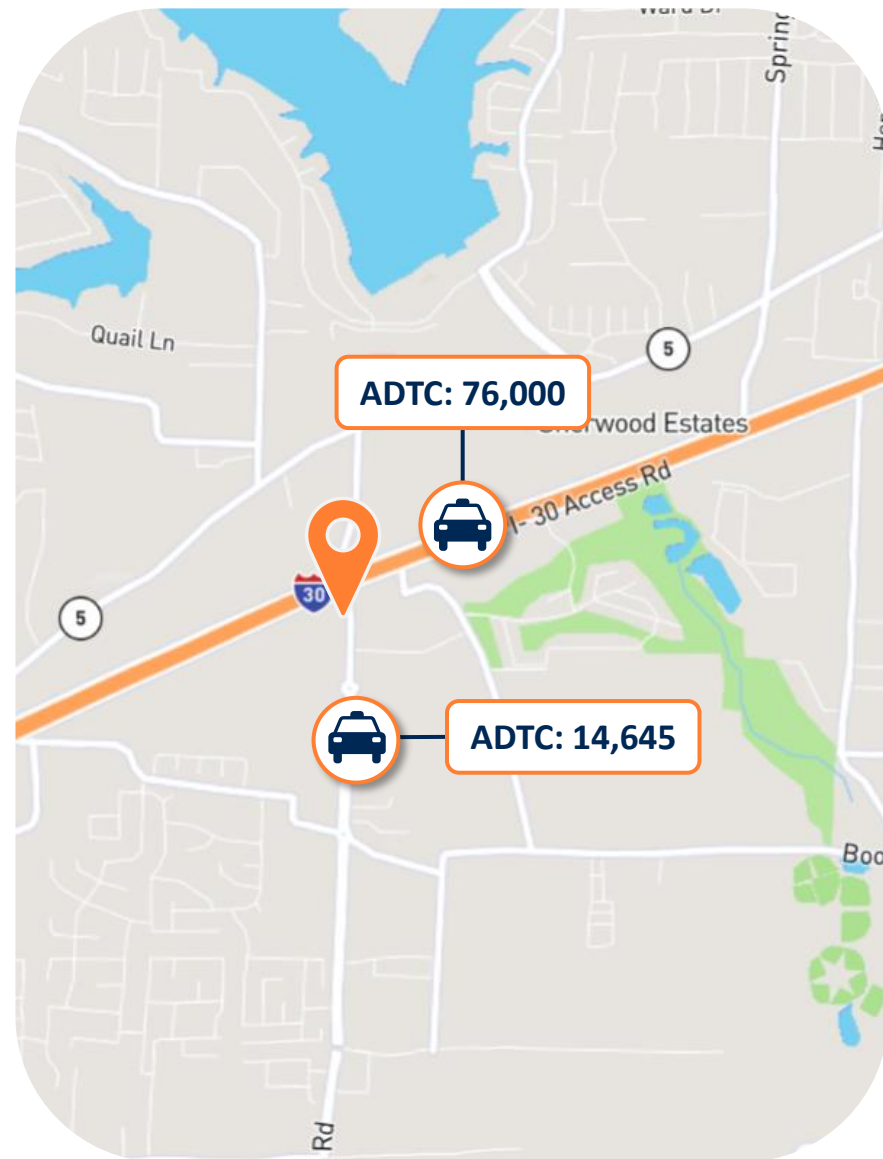 Ward Dr
Spring
Quail Ln
5
ADTC: 76,000
Sherwood Estates
I- 30 Access Rd
30
5
ADTC: 14,645
Boo
Rd